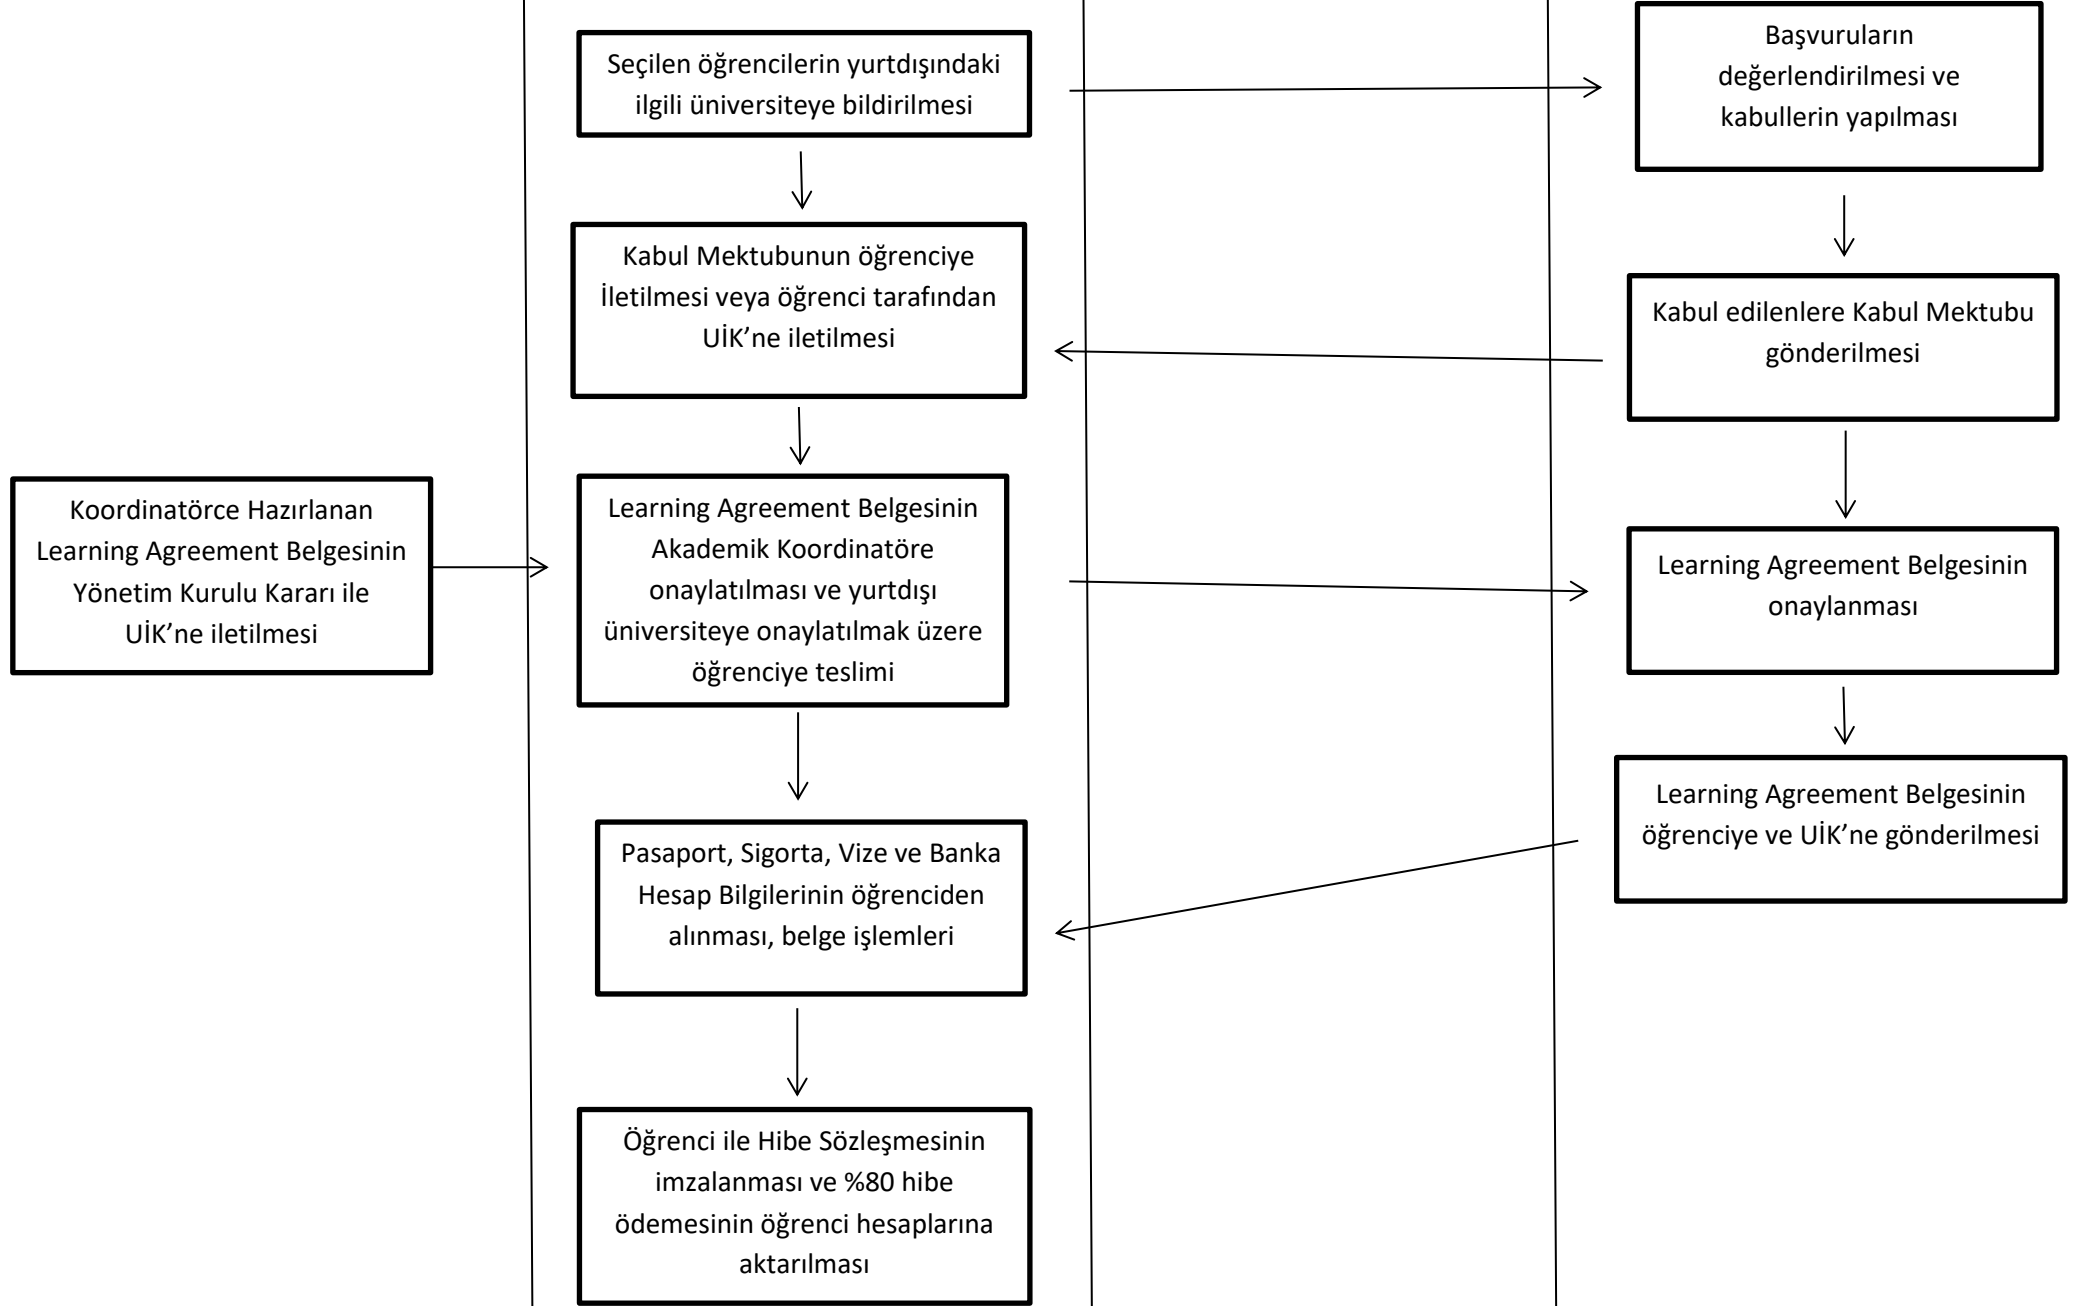 Seçilen öğrencilerin yurtdışındaki
ilgili üniversiteye bildirilmesi
Başvuruların
değerlendirilmesi ve
kabullerin yapılması
Kabul Mektubunun öğrenciye
İletilmesi veya öğrenci tarafından
UİK’ne iletilmesi
Kabul edilenlere Kabul Mektubu
gönderilmesi
Koordinatörce Hazırlanan
Learning Agreement Belgesinin
Yönetim Kurulu Kararı ile
UİK’ne iletilmesi
Learning Agreement Belgesinin
Akademik Koordinatöre
onaylatılması ve yurtdışı
üniversiteye onaylatılmak üzere
öğrenciye teslimi
Learning Agreement Belgesinin
onaylanması
Learning Agreement Belgesinin
öğrenciye ve UİK’ne gönderilmesi
Pasaport, Sigorta, Vize ve Banka
Hesap Bilgilerinin öğrenciden
alınması, belge işlemleri
Öğrenci ile Hibe Sözleşmesinin
imzalanması ve %80 hibe
ödemesinin öğrenci hesaplarına
aktarılması